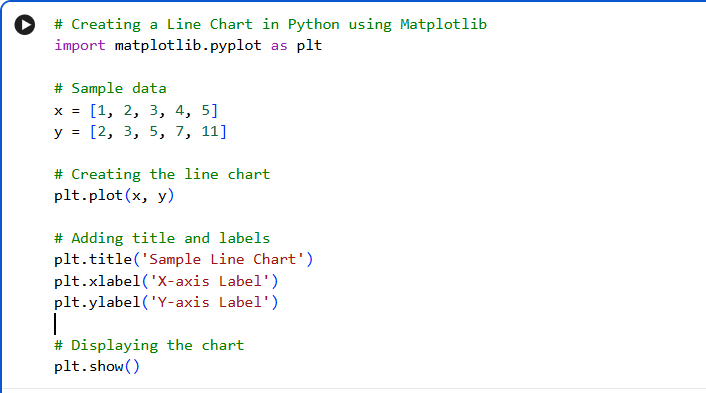 # Creating a Line Chart in Python using Matplotlib
import matplotlib.pyplot as plt
# Sample data
x = [1, 2, 3, 4, 5]
y = [2, 3, 5, 7, 11]
# Creating the line chart
plt.plot(x, y)
# Adding title and labels
plt.title('Sample Line Chart')
plt.xlabel('X-axis Label')
plt.ylabel('Y-axis Label')
# Displaying the chart
plt.show()